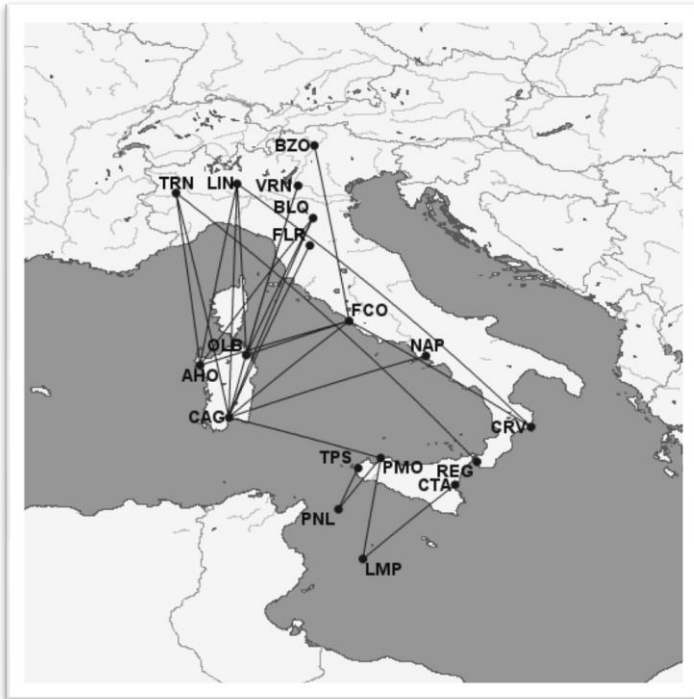 BZO
TRN LIN VRN
BLQ
FLR
FCO
OLB NAP
AHO
CAG CRV
TPS PMO REG
CTA
PNL
LMP